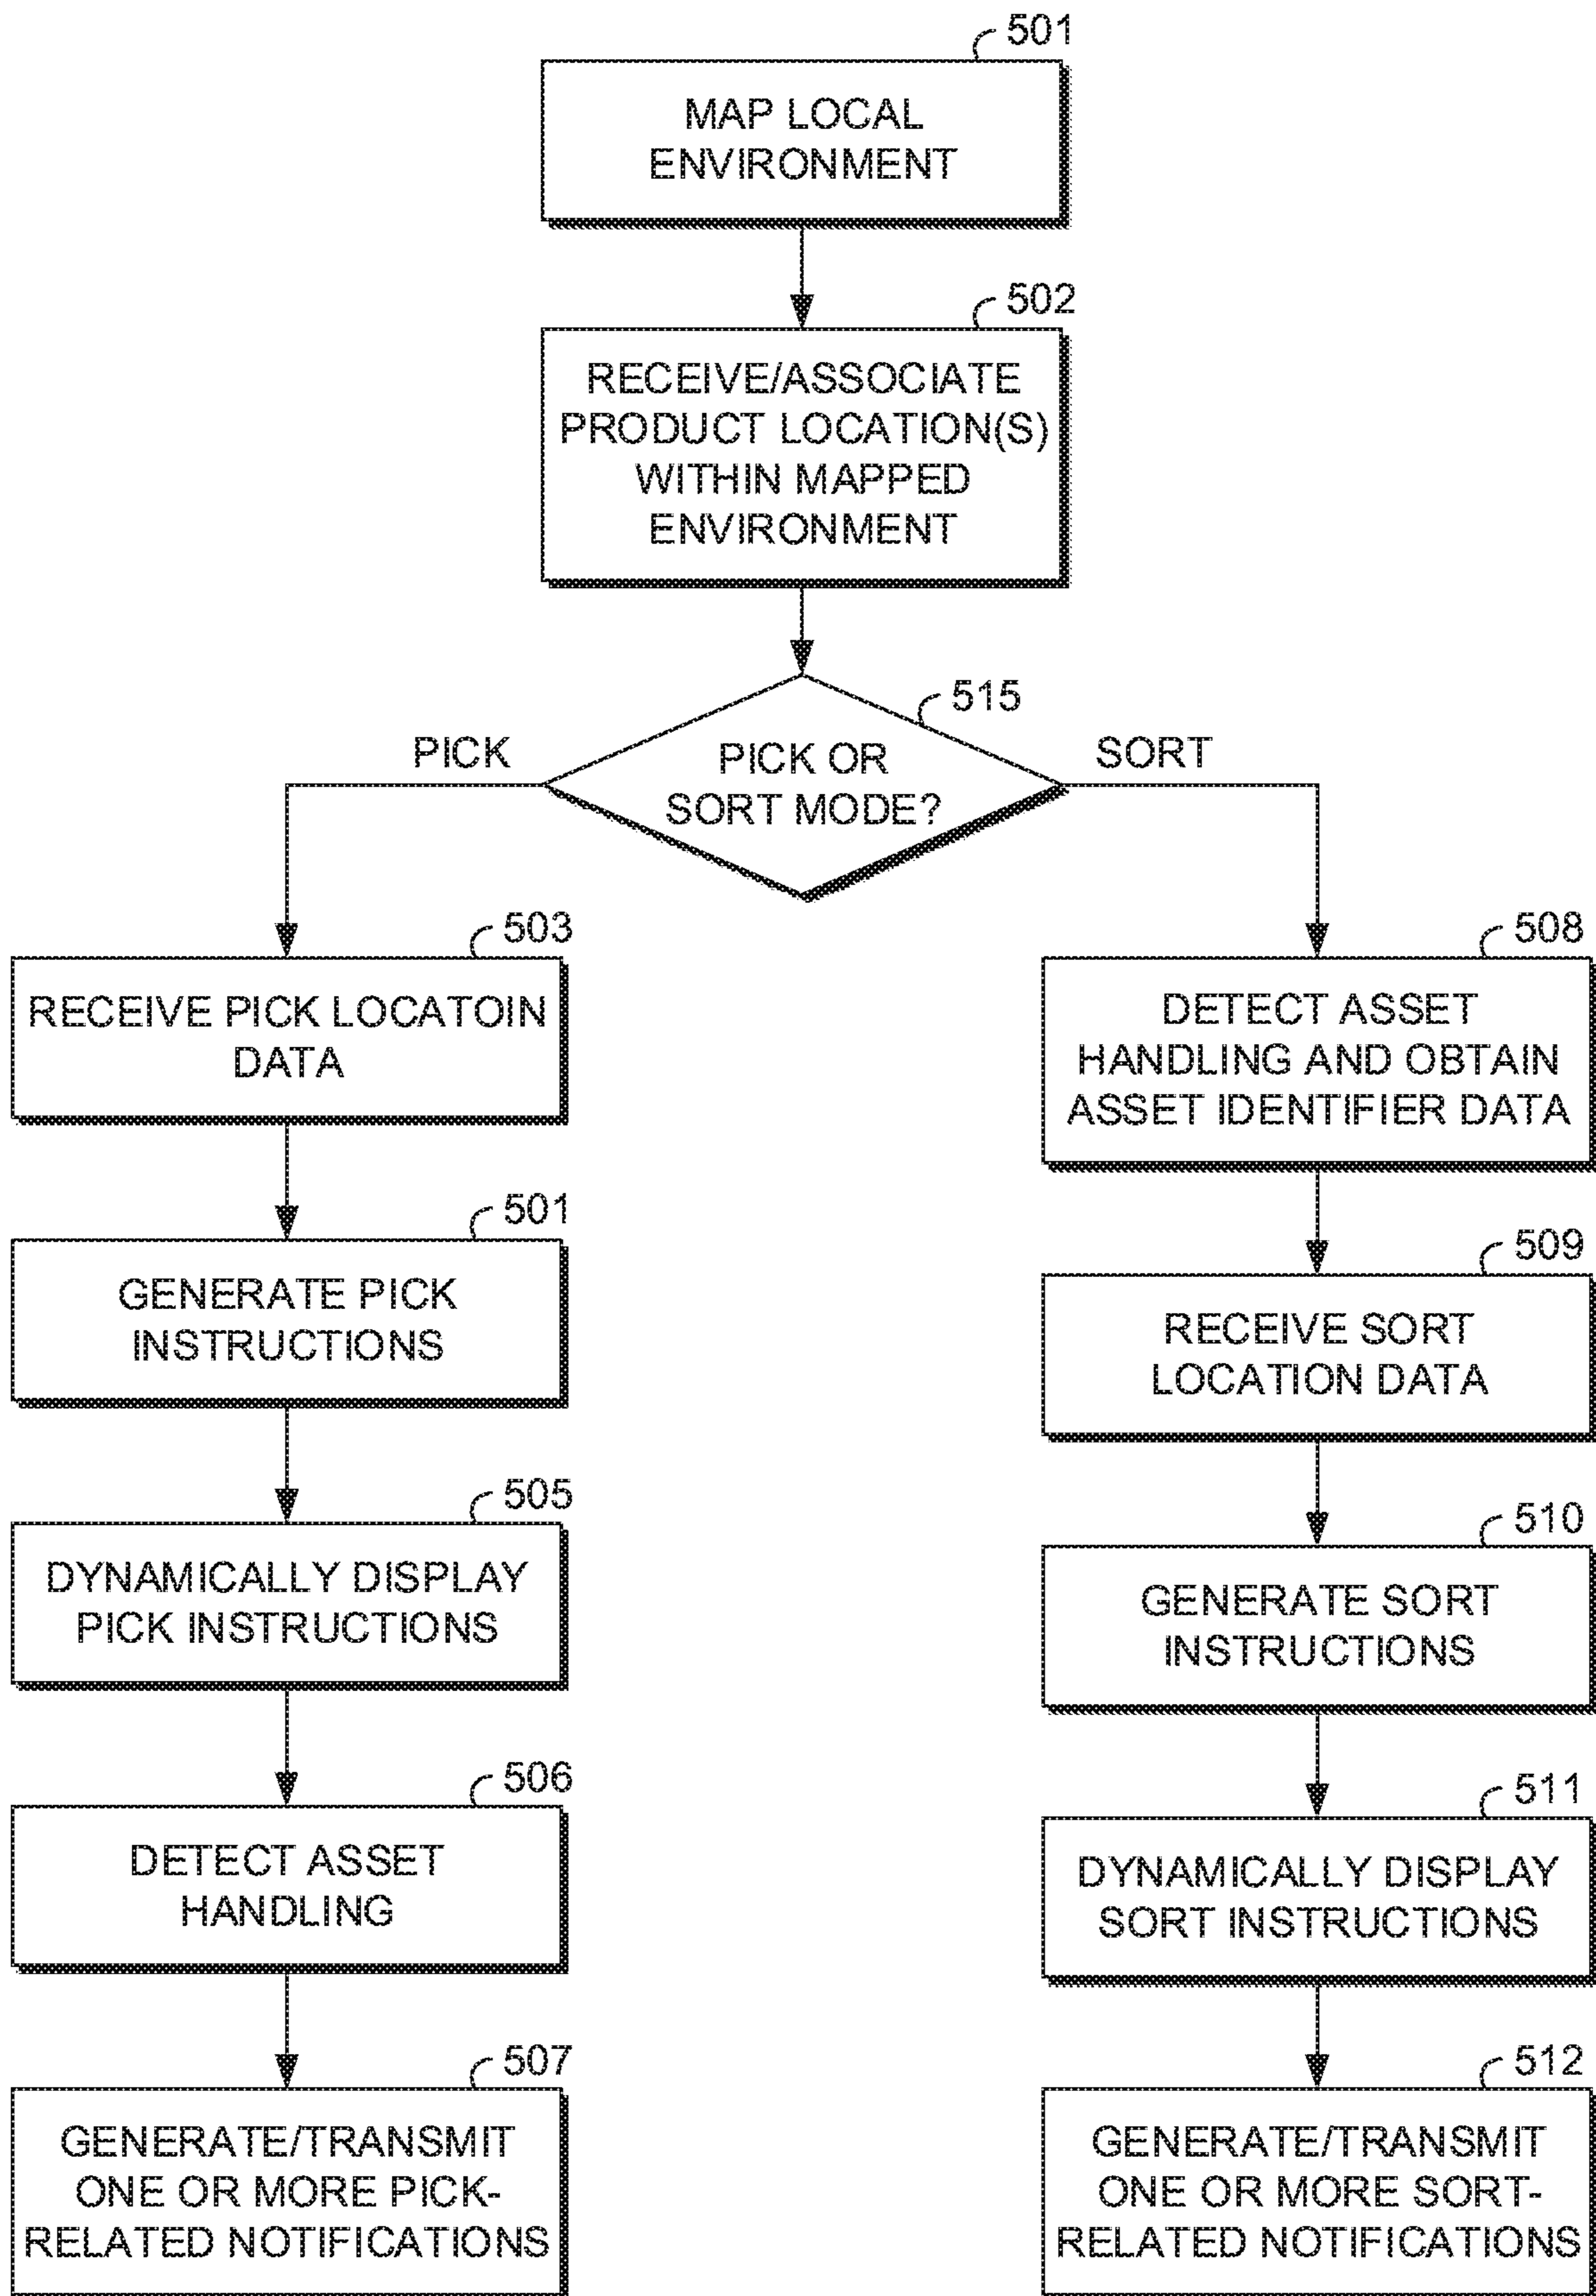 501
MAP LOCAL
ENVIRONMENT
502
RECEIVE/ASSOCIATE
PRODUCT LOCATION(S)
WITHIN MAPPED
ENVIRONMENT
515
PICK OR
SORT MODE?
PICK
SORT
503
RECEIVE PICK LOCATOIN
DATA
501
GENERATE PICK
INSTRUCTIONS
505
DYNAMICALLY DISPLAY
PICK INSTRUCTIONS
506
DETECT ASSET
HANDLING
507
GENERATE/TRANSMIT
ONE OR MORE PICK-
RELATED NOTIFICATIONS
508
DETECT ASSET
HANDLING AND OBTAIN
ASSET IDENTIFIER DATA
509
RECEIVE SORT
LOCATION DATA
510
GENERATE SORT
INSTRUCTIONS
511
DYNAMICALLY DISPLAY
SORT INSTRUCTIONS
512
GENERATE/TRANSMIT
ONE OR MORE SORT-
RELATED NOTIFICATIONS